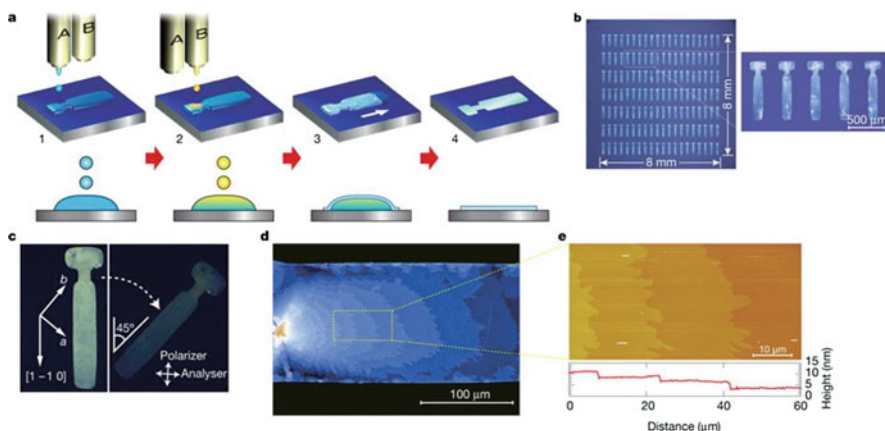 a
A B
A B
1
2
3
4
b
8 mm
8 mm
500 μm
c
b
a
[1 – 1 0]
45°
Polarizer
Analyser
d
100 μm
e
10 μm
15
10
5
0
Height (nm)
0 20 40 60
Distance (μm)